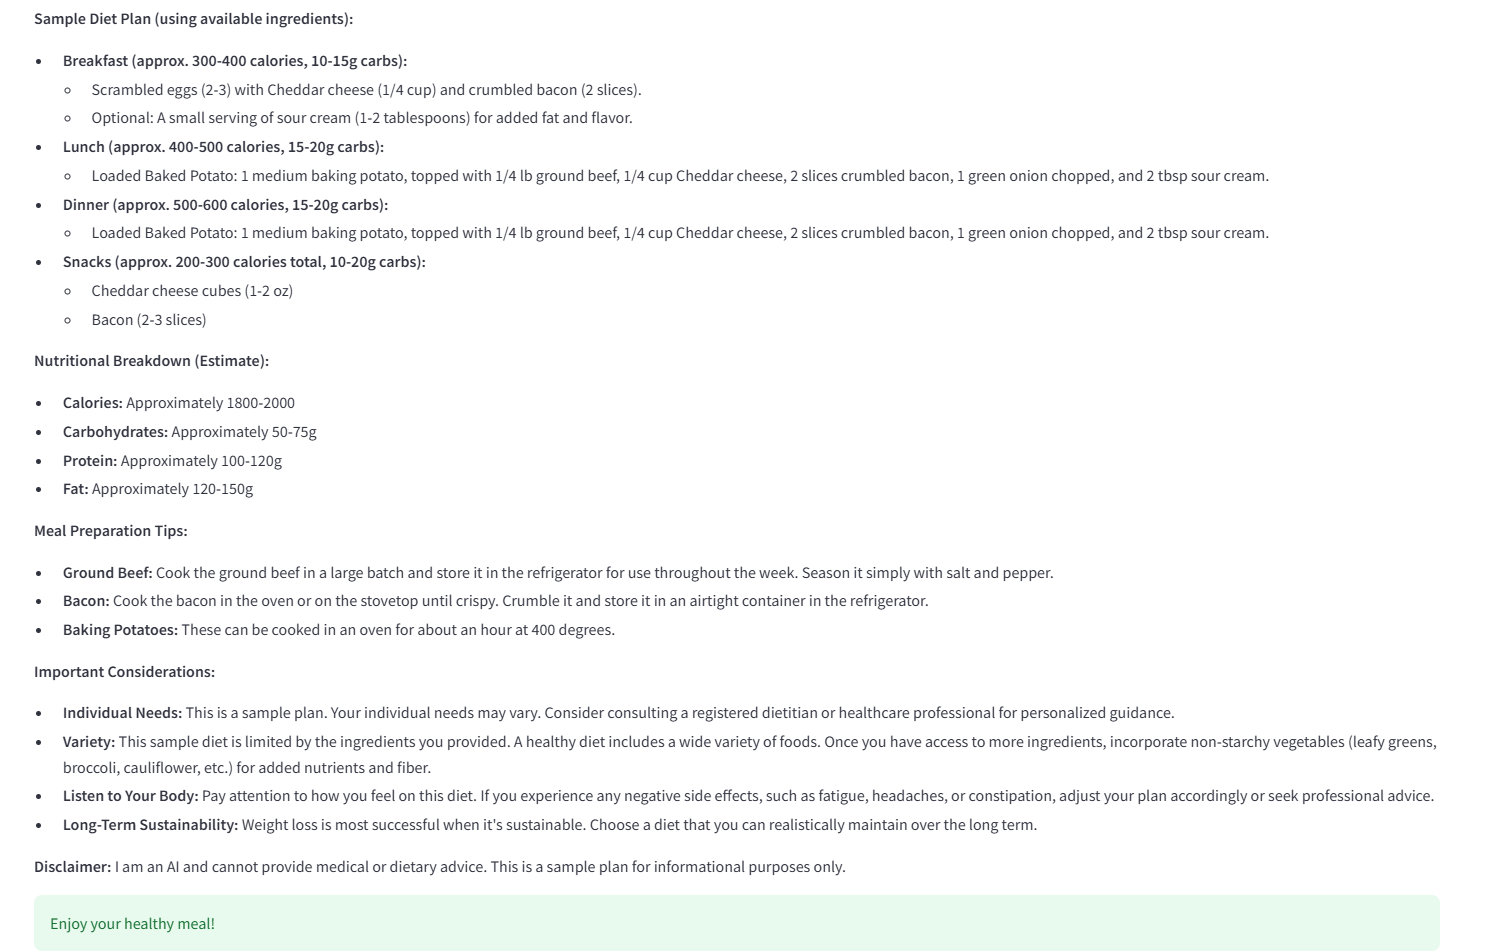 Sample Diet Plan (using available ingredients):
Breakfast (approx. 300-400 calories, 10-15g carbs):
Scrambled eggs (2-3) with Cheddar cheese (1/4 cup) and crumbled bacon (2 slices).
Optional: A small serving of sour cream (1-2 tablespoons) for added fat and flavor.
Lunch (approx. 400-500 calories, 15-20g carbs):
Loaded Baked Potato: 1 medium baking potato, topped with 1/4 lb ground beef, 1/4 cup Cheddar cheese, 2 slices crumbled bacon, 1 green onion chopped, and 2 tbsp sour cream.
Dinner (approx. 500-600 calories, 15-20g carbs):
Loaded Baked Potato: 1 medium baking potato, topped with 1/4 lb ground beef, 1/4 cup Cheddar cheese, 2 slices crumbled bacon, 1 green onion chopped, and 2 tbsp sour cream.
Snacks (approx. 200-300 calories total, 10-20g carbs):
Cheddar cheese cubes (1-2 oz)
Bacon (2-3 slices)
Nutritional Breakdown (Estimate):
Calories: Approximately 1800-2000
Carbohydrates: Approximately 50-75g
Protein: Approximately 100-120g
Fat: Approximately 120-150g
Meal Preparation Tips:
Ground Beef: Cook the ground beef in a large batch and store it in the refrigerator for use throughout the week. Season it simply with salt and pepper.
Bacon: Cook the bacon in the oven or on the stovetop until crispy. Crumble it and store it in an airtight container in the refrigerator.
Baking Potatoes: These can be cooked in an oven for about an hour at 400 degrees.
Important Considerations:
Individual Needs: This is a sample plan. Your individual needs may vary. Consider consulting a registered dietitian or healthcare professional for personalized guidance.
Variety: This sample diet is limited by the ingredients you provided. A healthy diet includes a wide variety of foods. Once you have access to more ingredients, incorporate non-starchy vegetables (leafy greens,
broccoli, cauliflower, etc.) for added nutrients and fiber.
Listen to Your Body: Pay attention to how you feel on this diet. If you experience any negative side effects, such as fatigue, headaches, or constipation, adjust your plan accordingly or seek professional advice.
Long-Term Sustainability: Weight loss is most successful when it's sustainable. Choose a diet that you can realistically maintain over the long term.
Disclaimer: I am an AI and cannot provide medical or dietary advice. This is a sample plan for informational purposes only.
Enjoy your healthy meal!